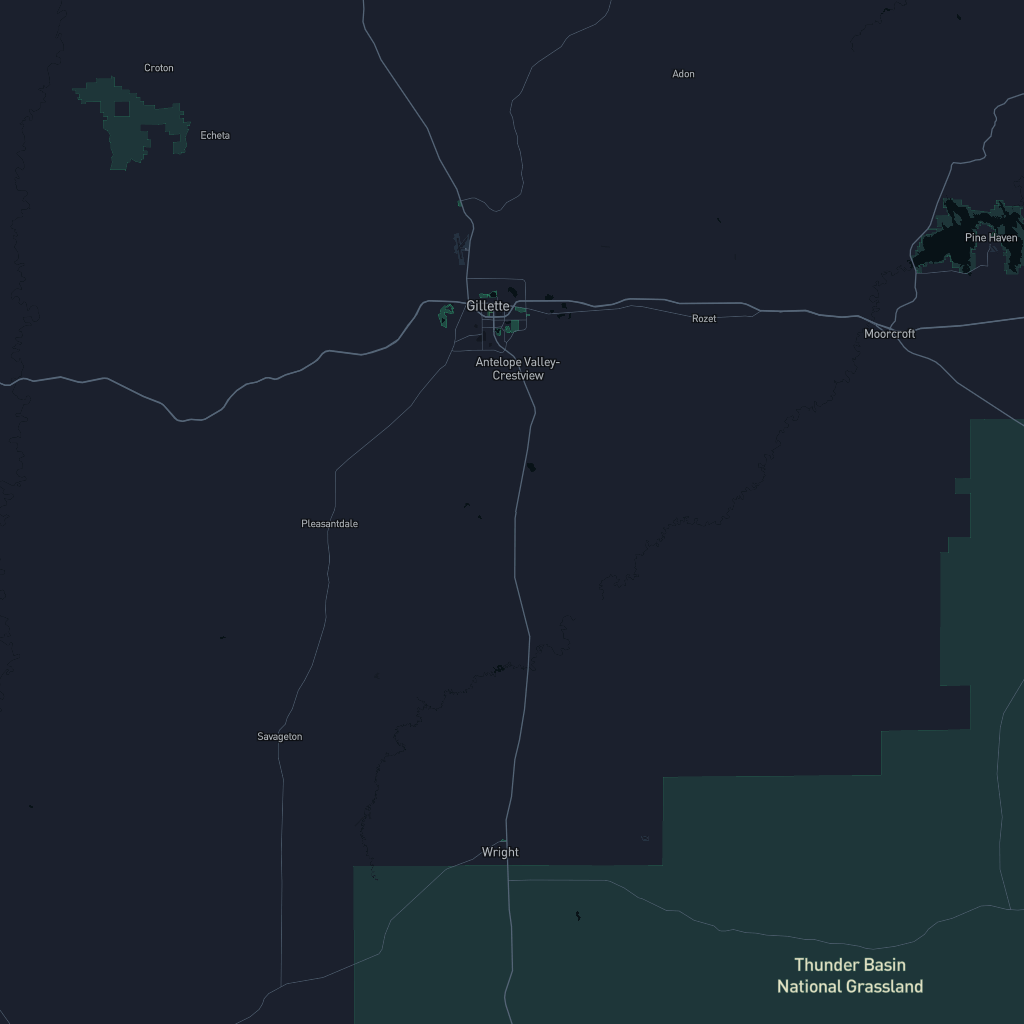 Croton
Adon
Echeta
Pine Haven
Gillette
Rozet
Moorcroft
Antelope Valley-
Crestview
Pleasantdale
Savageton
Wright
Thunder Basin
National Grassland